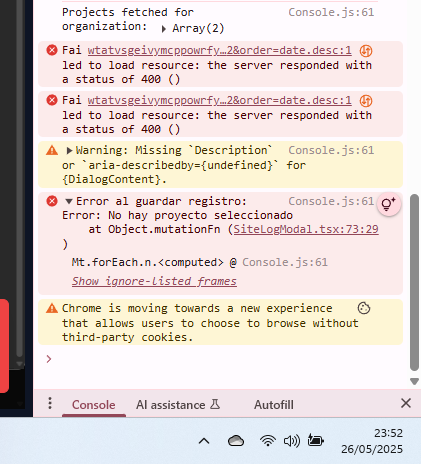 Projects fetched for Console.js:61
organization: ▶ Array(2)
Fai wtatvsgeivymcppowrfy…2&order=date.desc:1
led to load resource: the server responded with
a status of 400 ()
Fai wtatvsgeivymcppowrfy…2&order=date.desc:1
led to load resource: the server responded with
a status of 400 ()
▶Warning: Missing `Description` Console.js:61
or `aria-describedby={undefined}` for
{DialogContent}.
▼Error al guardar registro: Console.js:61
Error: No hay proyecto seleccionado
at Object.mutationFn (SiteLogModal.tsx:73:29
)
Mt.forEach.n.<computed> @ Console.js:61
Show ignore-listed frames
Chrome is moving towards a new experience
that allows users to choose to browse without
third-party cookies.
>
Console AI assistance Autofill
23:52
26/05/2025